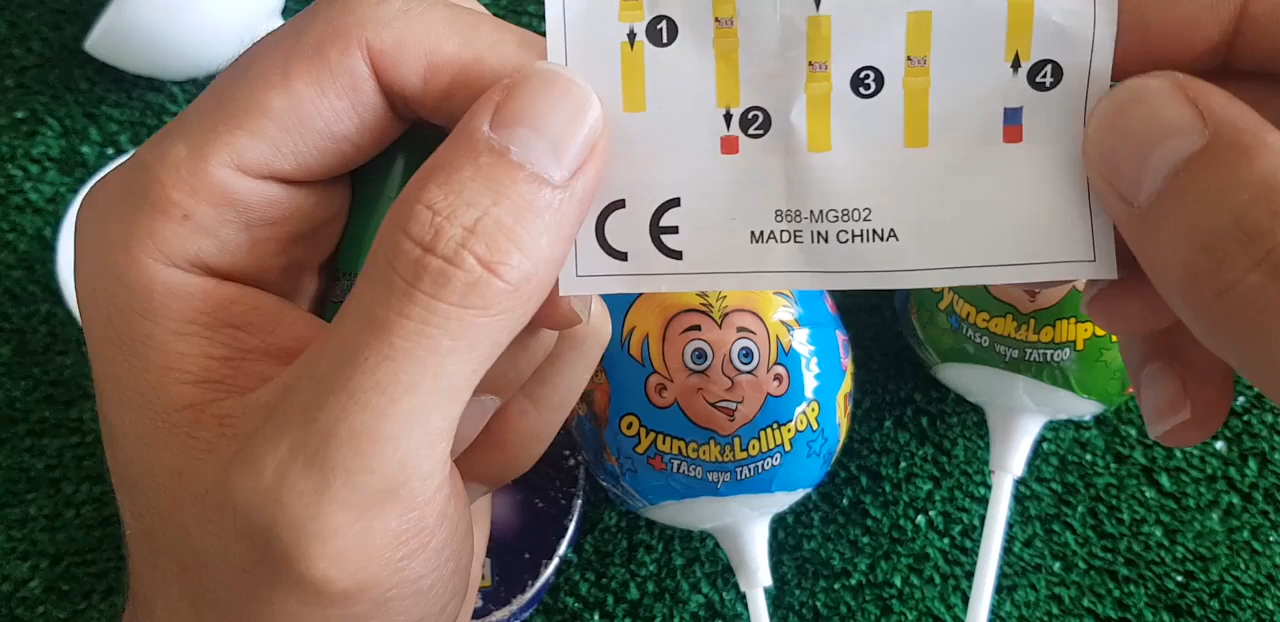 1
2
3
4
CE
868-MG802
MADE IN CHINA
Oyuncak&Lollipop
+ TASO veya TATTOO
yuncak&Lollipop
+ TASO veya TATTOO